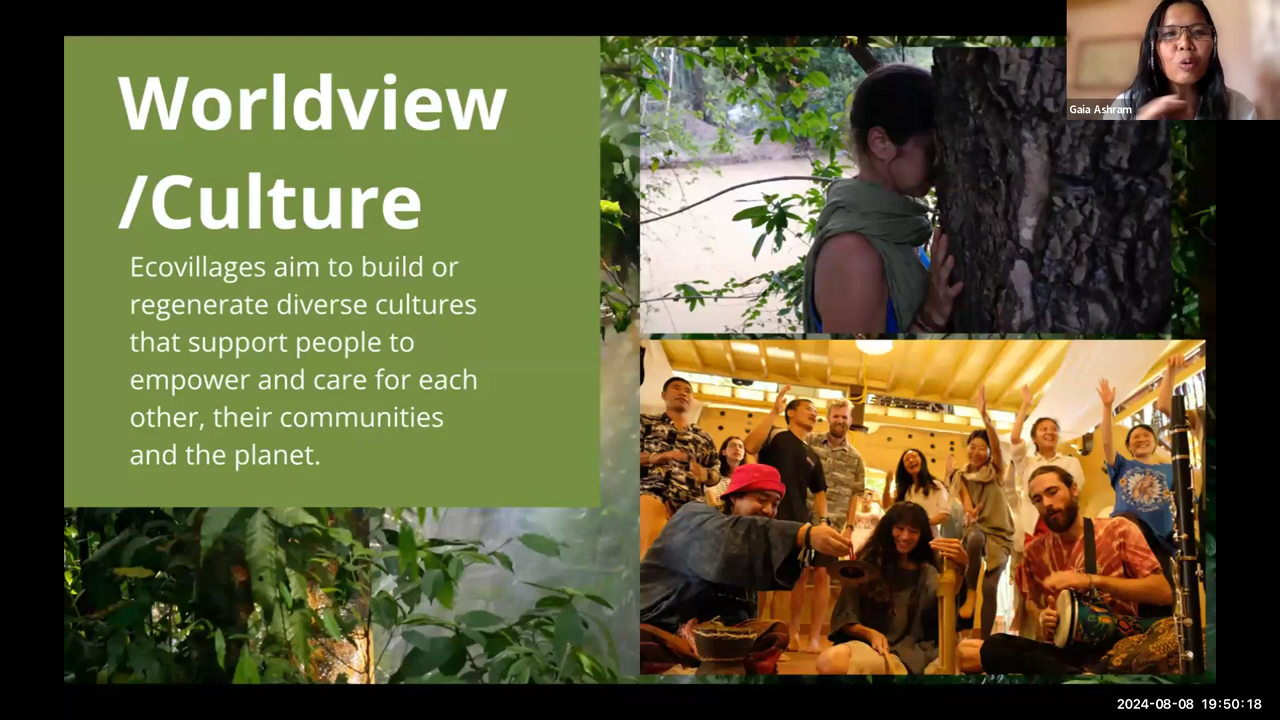 Worldview
/Culture
Ecovillages aim to build or
regenerate diverse cultures
that support people to
empower and care for each
other, their communities
and the planet.
Gaia Ashram
2024-08-08 19:50:18